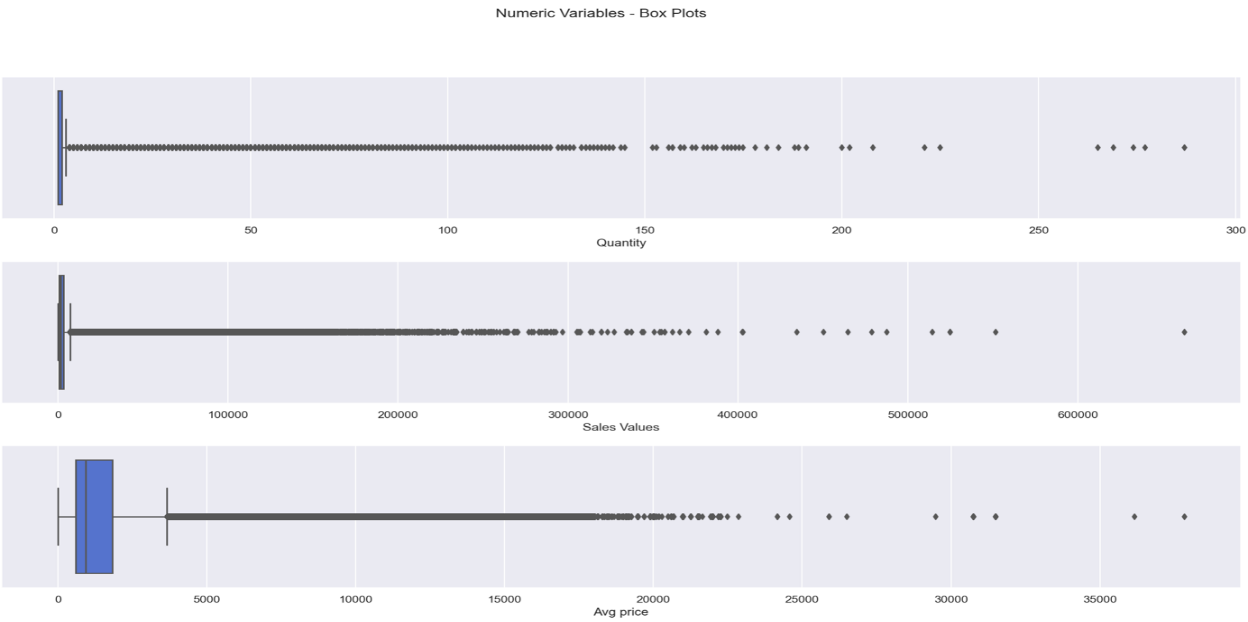 Numeric Variables - Box Plots
0 50 100 150 200 250 300
Quantity
0 100000 200000 300000 400000 500000 600000
Sales Values
0 5000 10000 15000 20000 25000 30000 35000
Avg price